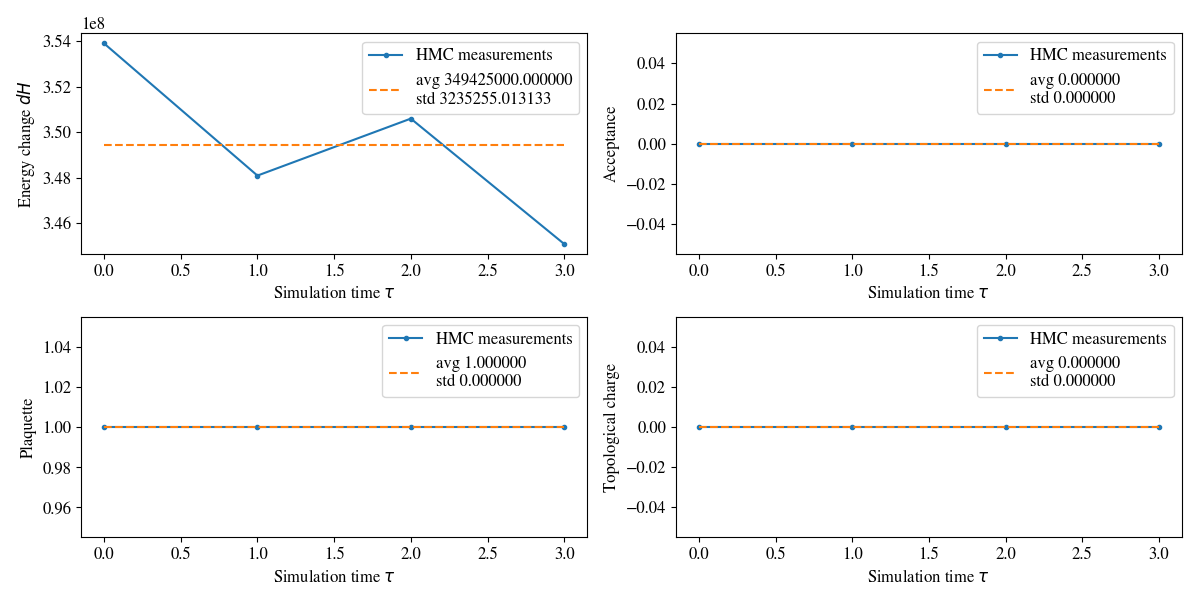 1e8
3.54
3.52
3.50
3.48
3.46
Energy change dH
HMC measurements
avg 349425000.000000
std 3235255.013133
0.0 0.5 1.0 1.5 2.0 2.5 3.0
Simulation time τ
0.04
0.02
0.00
−0.02
−0.04
Acceptance
HMC measurements
avg 0.000000
std 0.000000
0.0 0.5 1.0 1.5 2.0 2.5 3.0
Simulation time τ
1.04
1.02
1.00
0.98
0.96
Plaquette
HMC measurements
avg 1.000000
std 0.000000
0.0 0.5 1.0 1.5 2.0 2.5 3.0
Simulation time τ
0.04
0.02
0.00
−0.02
−0.04
Topological charge
HMC measurements
avg 0.000000
std 0.000000
0.0 0.5 1.0 1.5 2.0 2.5 3.0
Simulation time τ